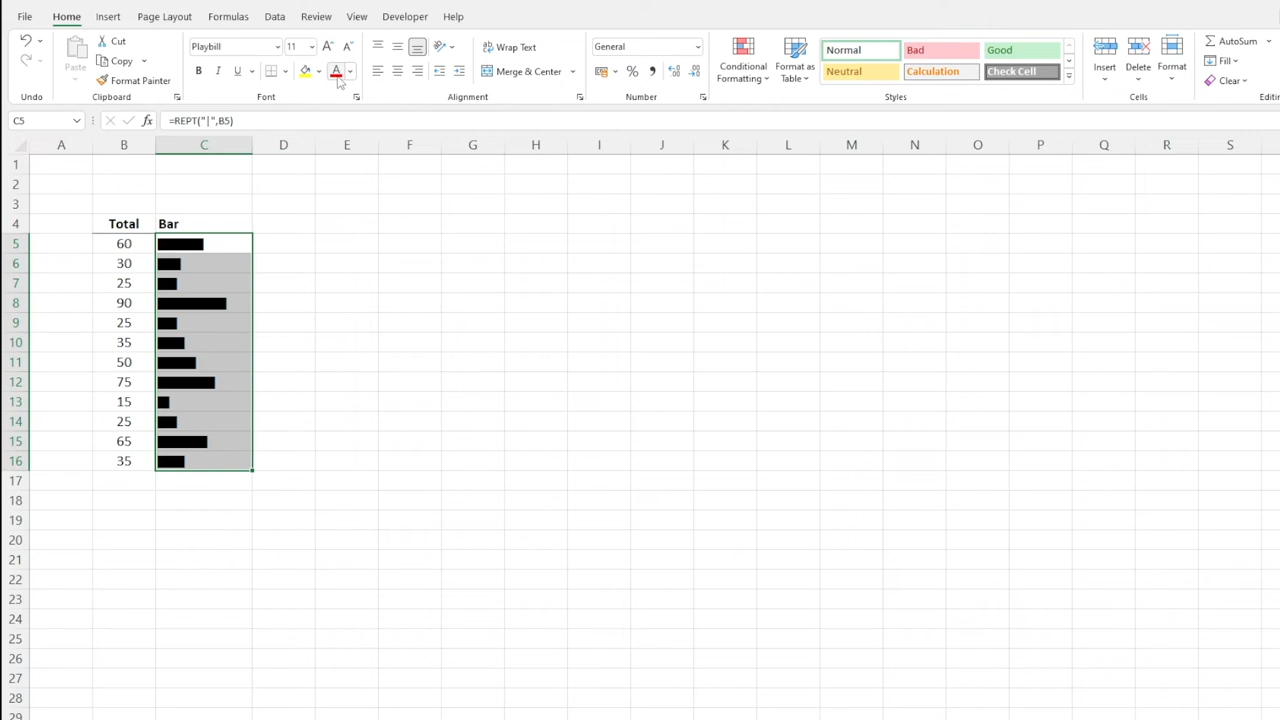 File Home Insert Page Layout Formulas Data Review View Developer Help
Cut
Copy
Paste
Format Painter
Undo
Clipboard
Playbill 11
B I U
Font
Wrap Text
Merge & Center
Alignment
General
Number
Conditional Formatting
Format as Table
Normal Bad Good
Neutral Calculation Check Cell
Styles
Insert Delete Format
Cells
AutoSum
Fill
Clear
C5 fx =REPT("|",B5)
A B C D E F G H I J K L M N O P Q R S
1
2
3
4 Total Bar
5 60
6 30
7 25
8 90
9 25
10 35
11 50
12 75
13 15
14 25
15 65
16 35
17
18
19
20
21
22
23
24
25
26
27
28
29